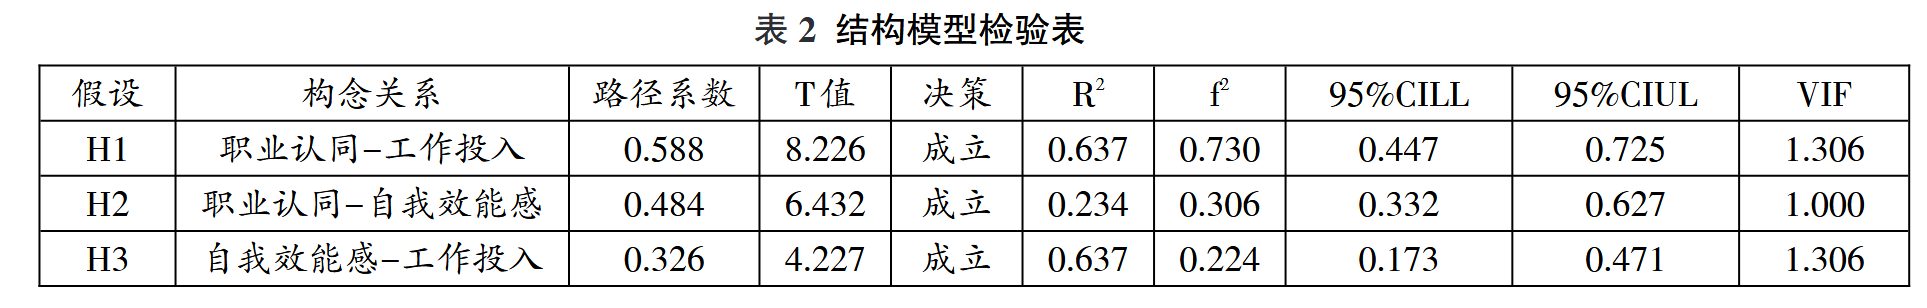 表 2 结构模型检验表
假设 构念关系 路径系数 T值 决策 R² f² 95%CILL 95%CIUL VIF
H1 职业认同-工作投入 0.588 8.226 成立 0.637 0.730 0.447 0.725 1.306
H2 职业认同-自我效能感 0.484 6.432 成立 0.234 0.306 0.332 0.627 1.000
H3 自我效能感-工作投入 0.326 4.227 成立 0.637 0.224 0.173 0.471 1.306